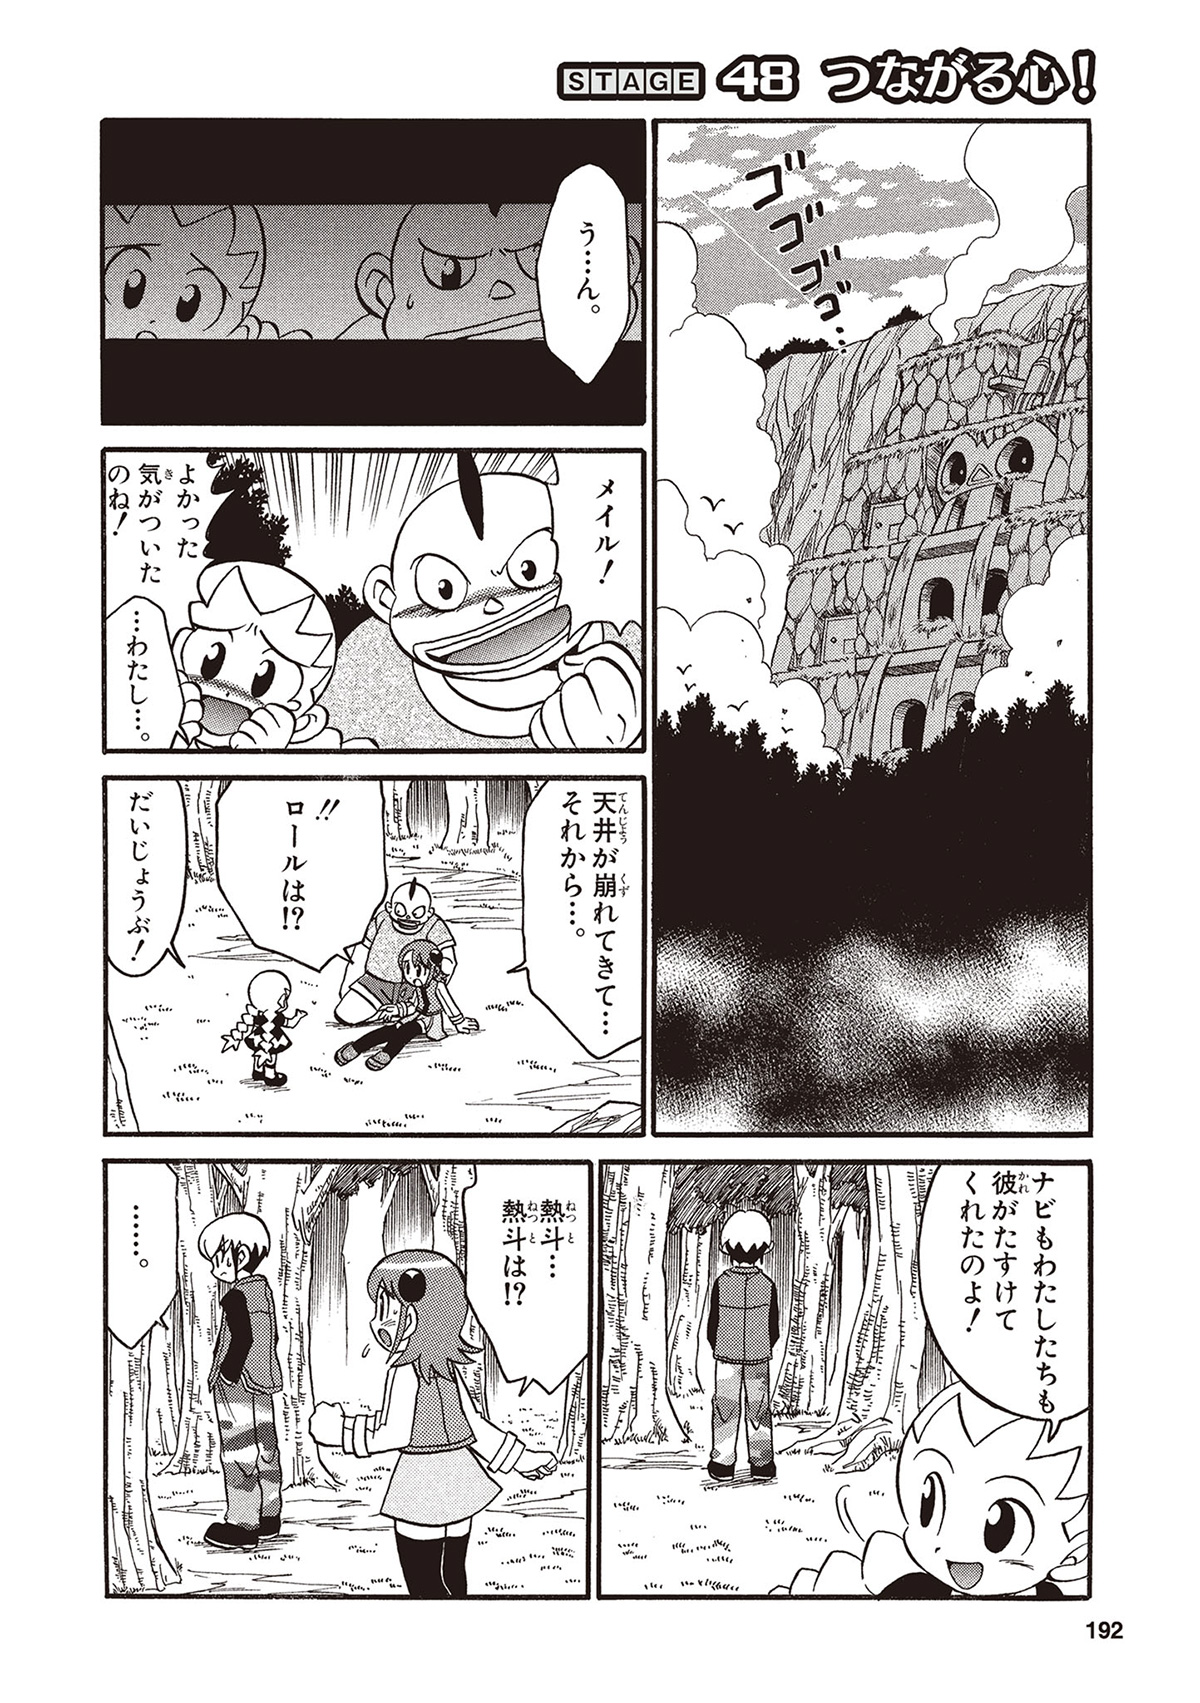 STAGE 48 つながる心！
ゴゴゴゴ…
う…ん。
メイル！
よかった
気がついた
のね！
…わたし…。
天井が崩れてきて…
それから…。
！！
ロールは！？
だいじょうぶ！
ナビもわたしたちも
彼がたすけて
くれたのよ！
熱斗…
熱斗は！？
……。
192